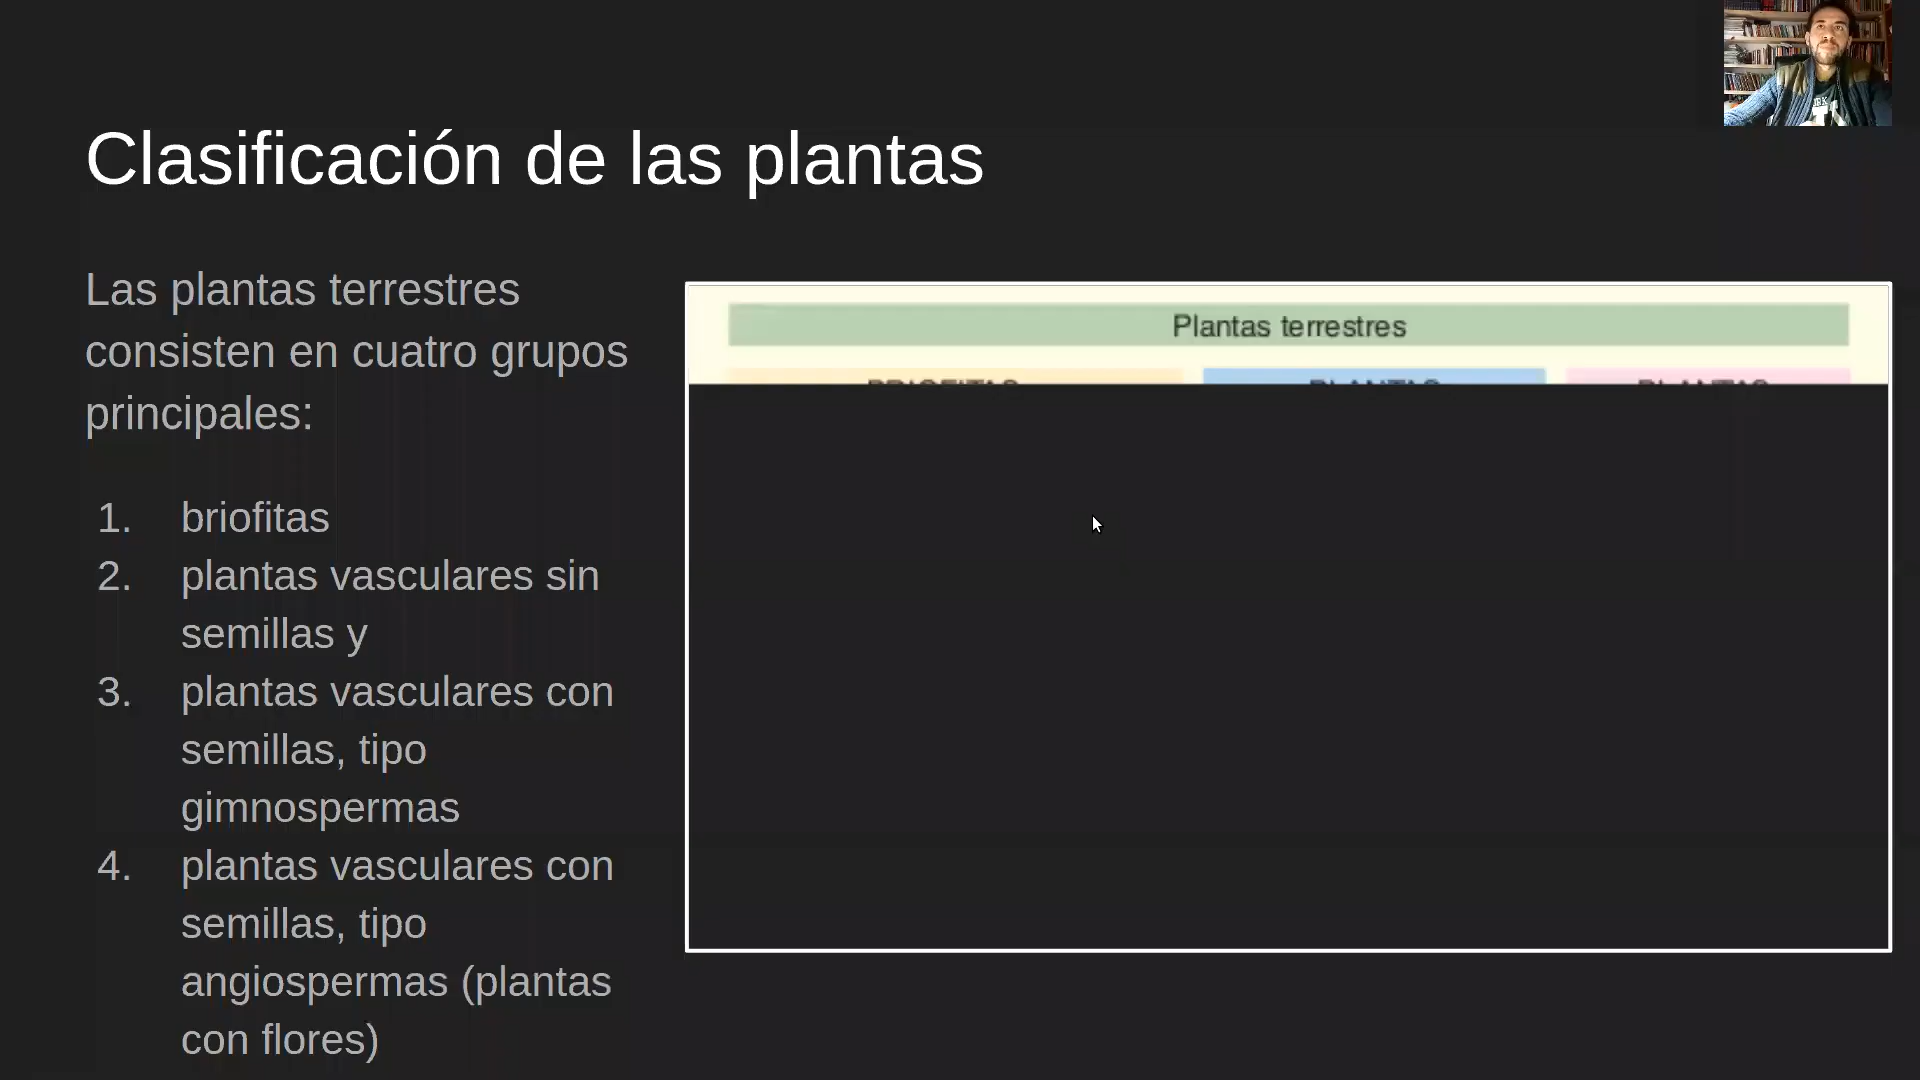 Clasificación de las plantas
Las plantas terrestres
consisten en cuatro grupos
principales:
1. briofitas
2. plantas vasculares sin
semillas y
3. plantas vasculares con
semillas, tipo
gimnospermas
4. plantas vasculares con
semillas, tipo
angiospermas (plantas
con flores)
Plantas terrestres